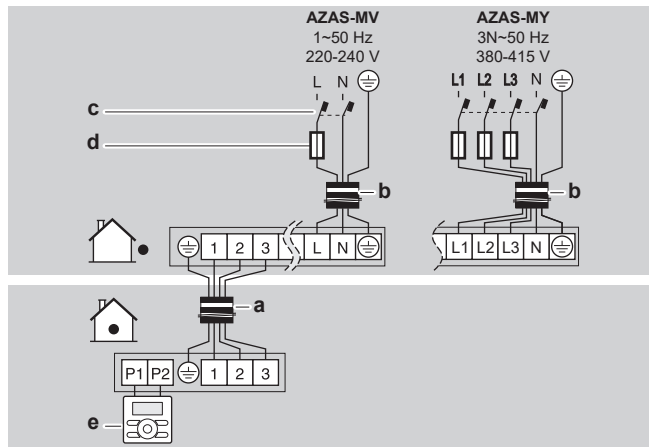 AZAS-MV
1~50 Hz
220-240 V
AZAS-MY
3N~50 Hz
380-415 V
L N
L1 L2 L3 N
c
d
b
b
1 2 3 L N
L1 L2 L3 N
a
P1 P2 1 2 3
e